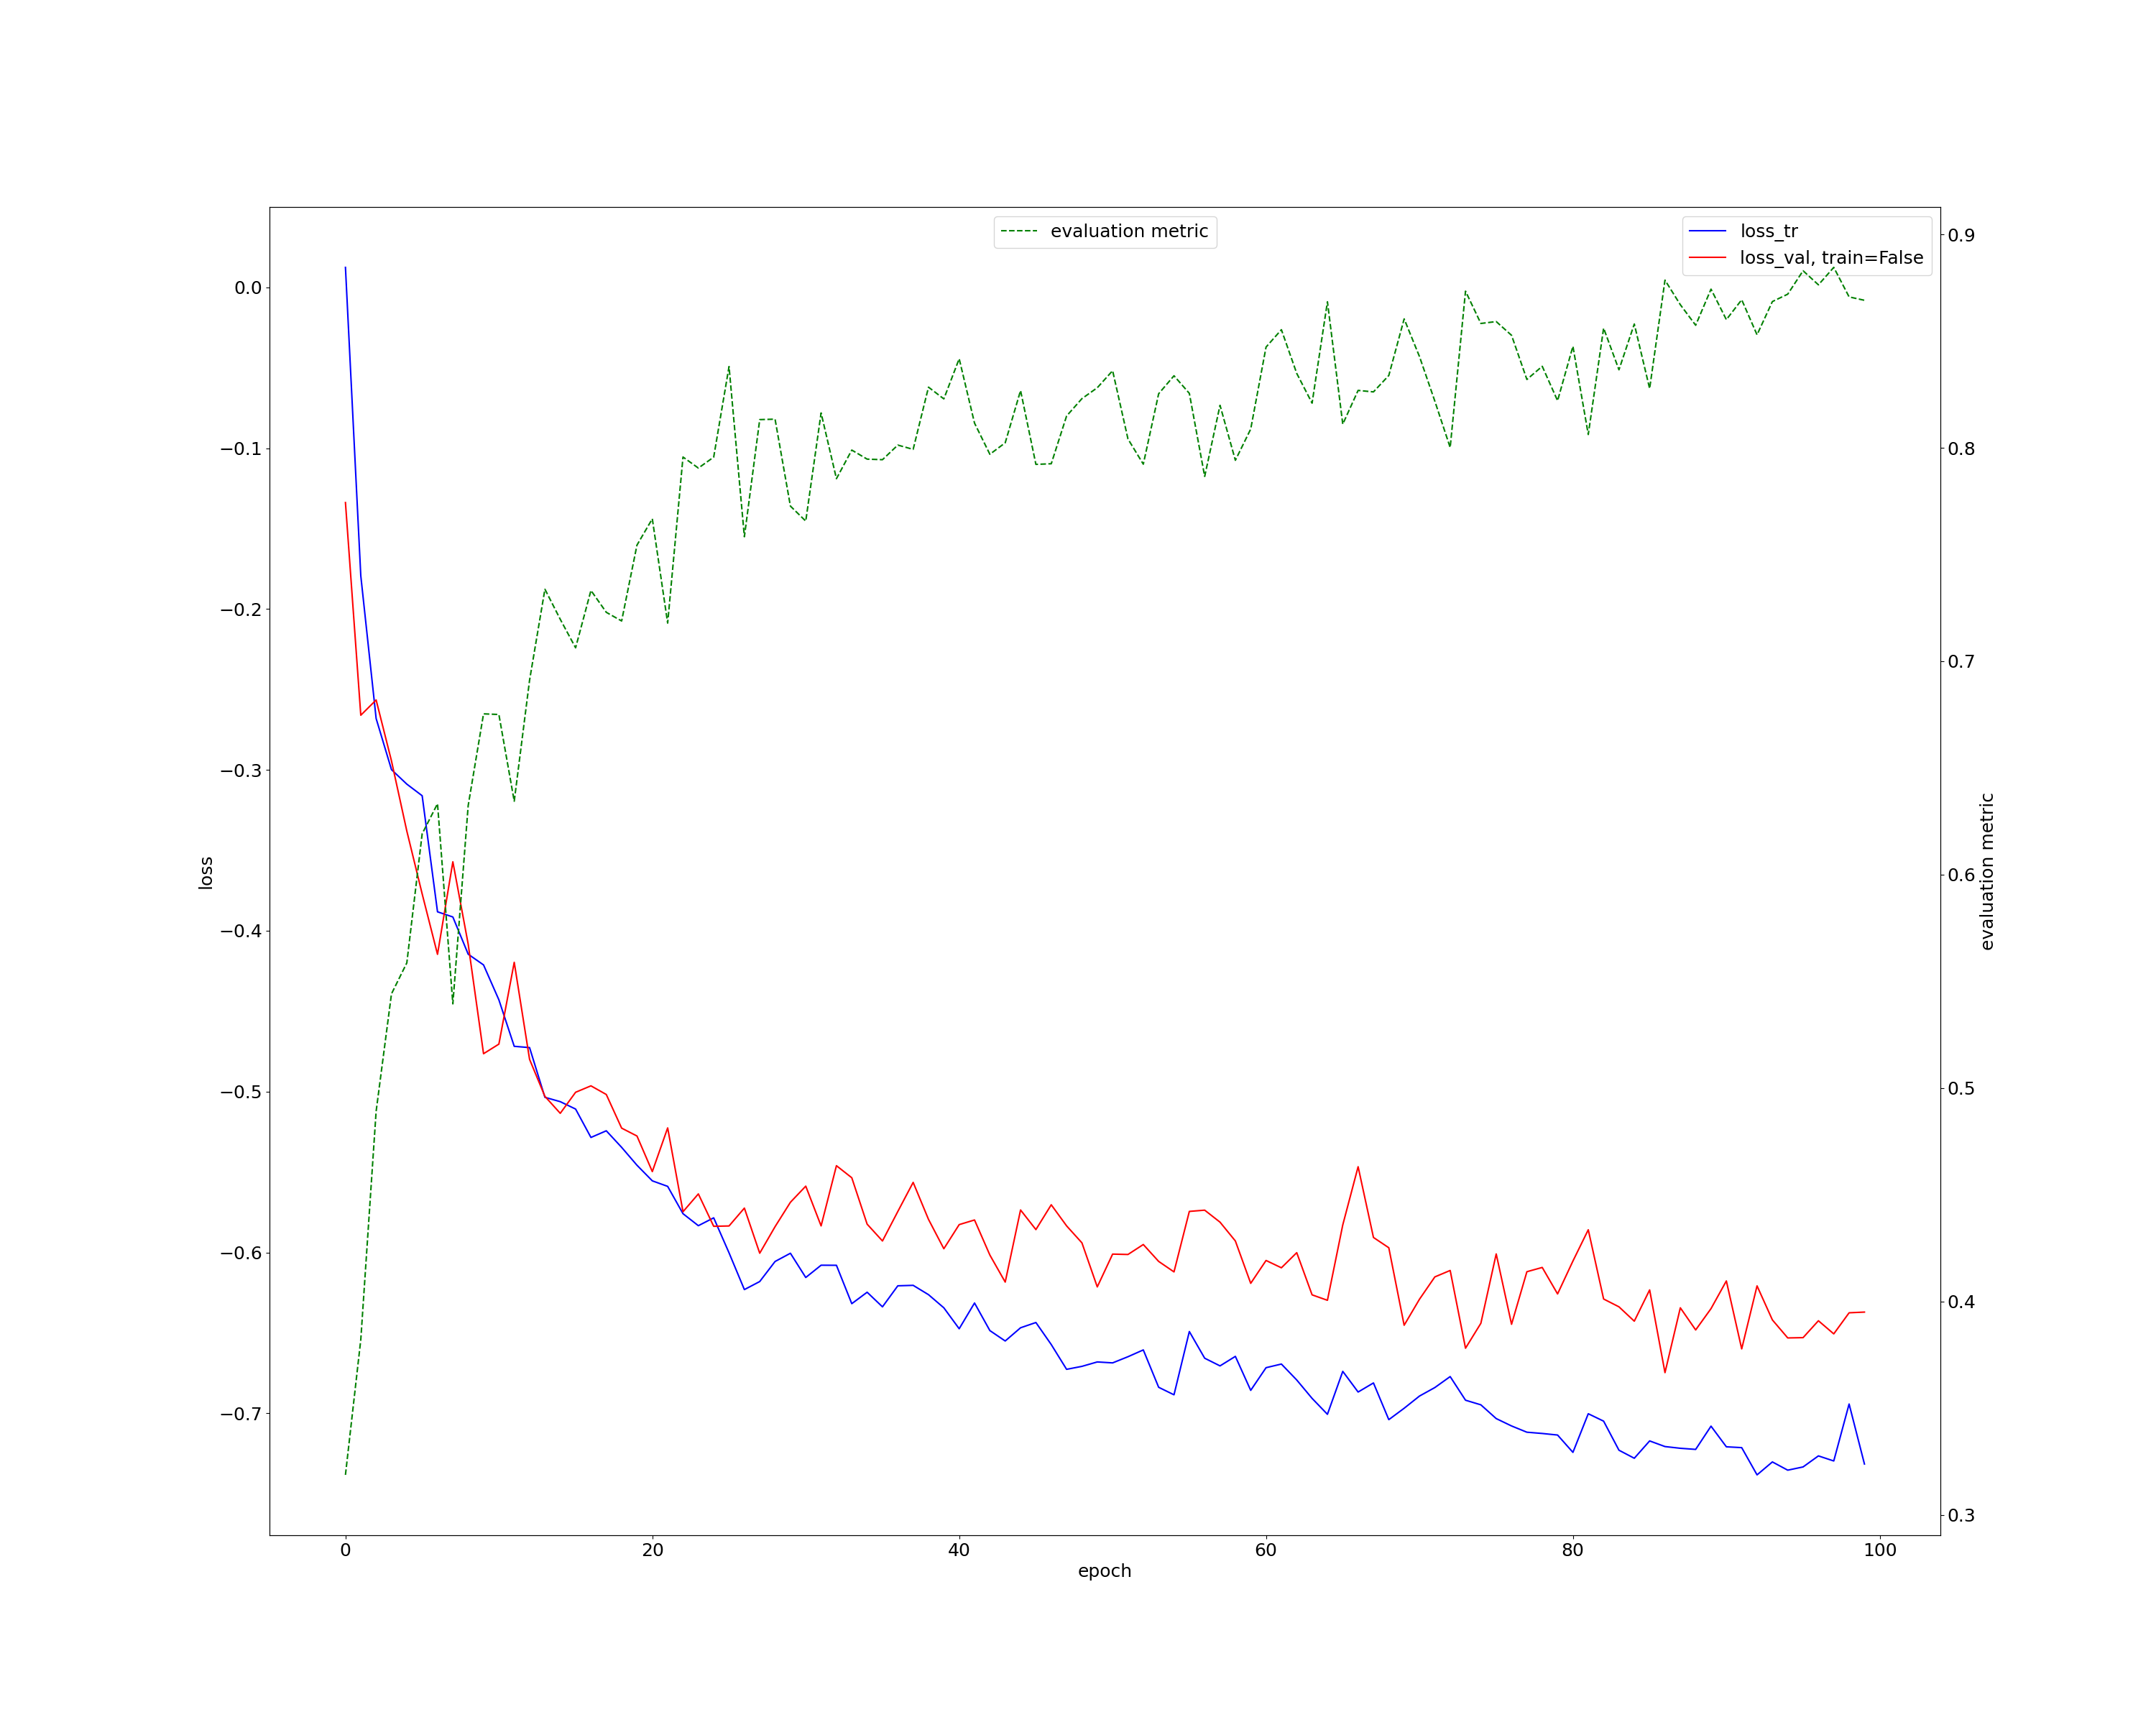 evaluation metric
loss_tr
loss_val, train=False
0.0
−0.1
−0.2
−0.3
−0.4
−0.5
−0.6
−0.7
loss
0.9
0.8
0.7
0.6
0.5
0.4
0.3
evaluation metric
0 20 40 60 80 100
epoch